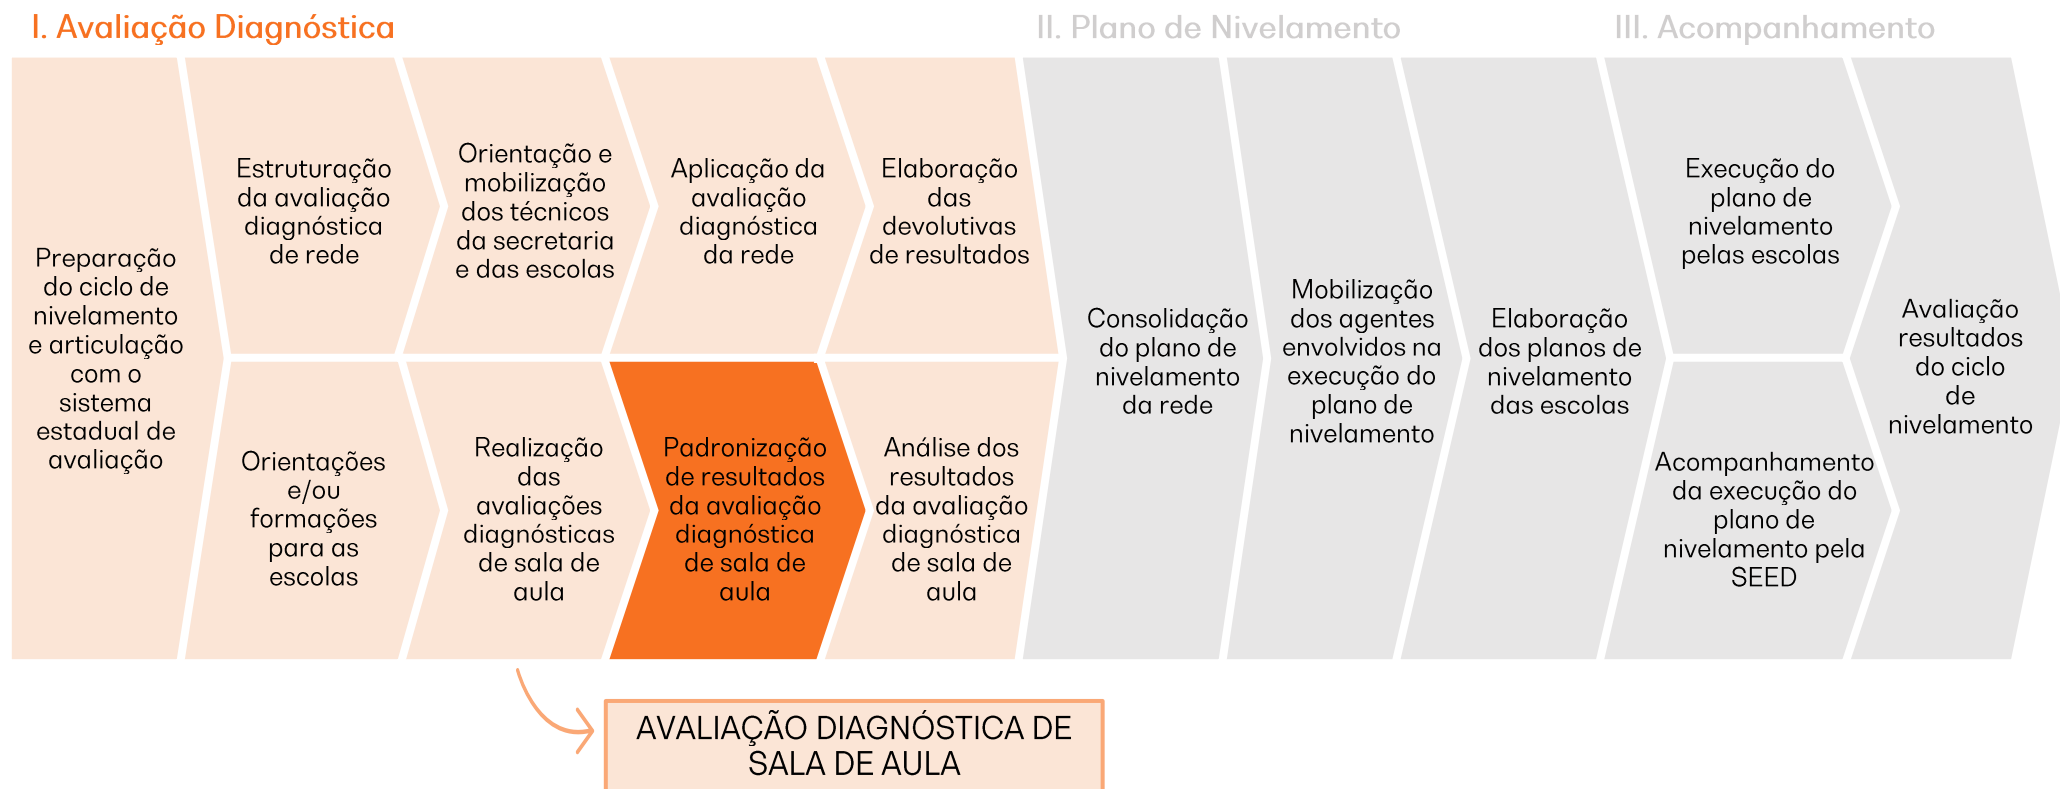 I. Avaliação Diagnóstica
II. Plano de Nivelamento
III. Acompanhamento
Preparação
do ciclo de
nivelamento
e articulação
com o
sistema
estadual de
avaliação
Estruturação
da avaliação
diagnóstica
de rede
Orientação e
mobilização
dos técnicos
da secretaria
e das escolas
Aplicação da
avaliação
diagnóstica
da rede
Elaboração
das
devolutivas
de resultados
Orientações
e/ou
formações
para as
escolas
Realização
das
avaliações
diagnósticas
de sala de
aula
Padronização
de resultados
da avaliação
diagnóstica
de sala de
aula
Análise dos
resultados
da avaliação
diagnóstica
de sala de
aula
Consolidação
do plano de
nivelamento
da rede
Mobilização
dos agentes
envolvidos na
execução do
plano de
nivelamento
Elaboração
dos planos de
nivelamento
das escolas
Execução do
plano de
nivelamento
pelas escolas
Acompanhamento
da execução do
plano de
nivelamento pela
SEED
Avaliação
resultados
do ciclo
de
nivelamento
AVALIAÇÃO DIAGNÓSTICA DE
SALA DE AULA